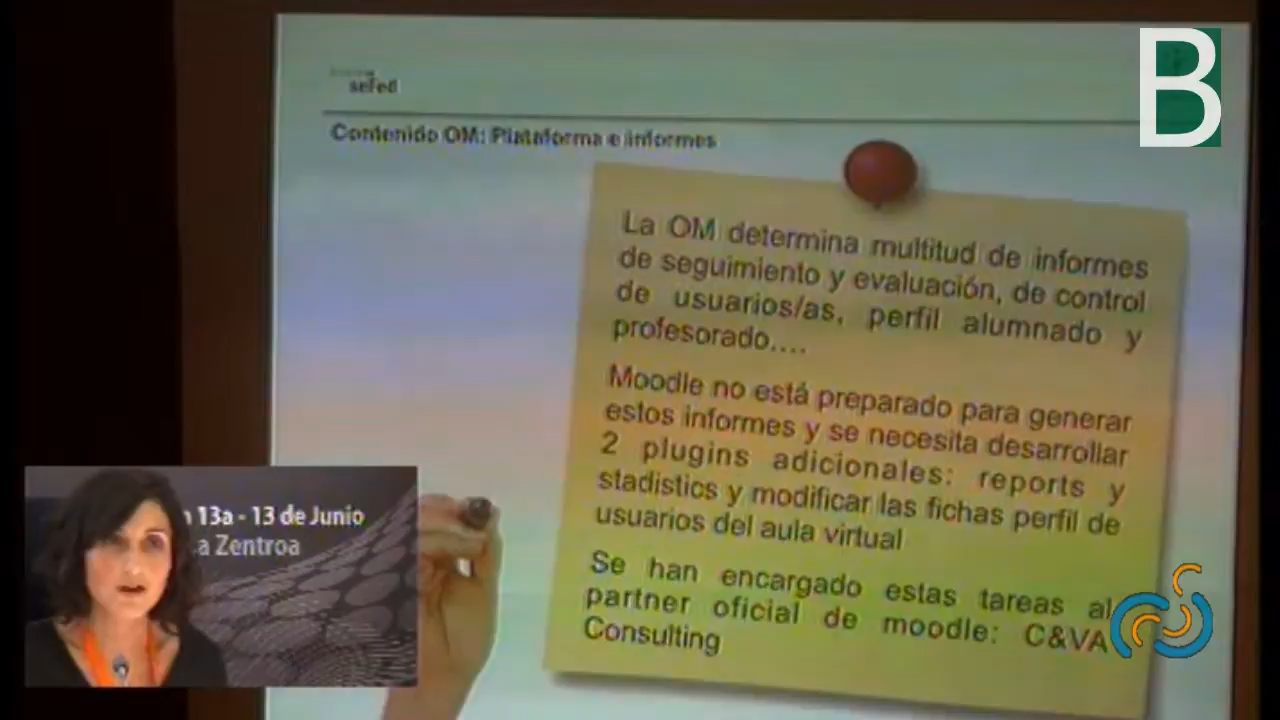 B
sefed
Contenido OM: Plataforma e informes
La OM determina multitud de informes
de seguimiento y evaluación, de control
de usuarios/as, perfil alumnado y
profesorado....
Moodle no está preparado para generar
estos informes y se necesita desarrollar
2 plugins adicionales: reports y
stadistics y modificar las fichas perfil de
usuarios del aula virtual
Se han encargado estas tareas al
partner oficial de moodle: C&VA
Consulting
13a - 13 de Junio
a Zentroa